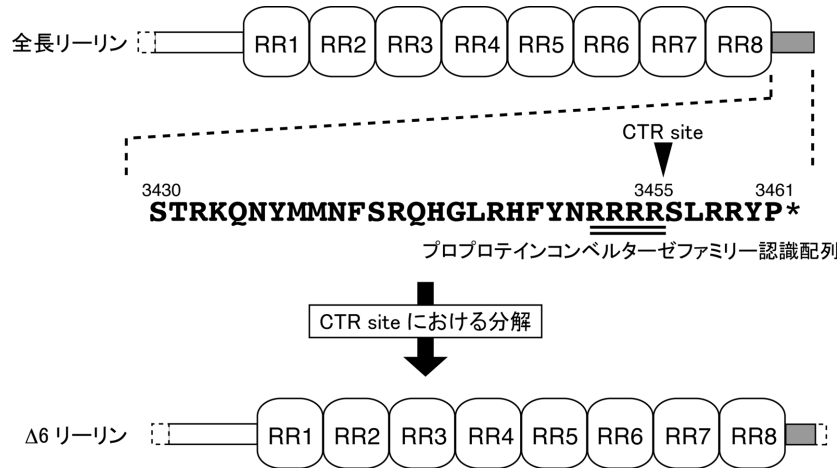 全長リーリン RR1 RR2 RR3 RR4 RR5 RR6 RR7 RR8
CTR site
3430 3455 3461
STRKQNYMMNFSRQHGLRHFYNRRRRSLRRYP*
プロプロテインコンベルターゼファミリー認識配列
CTR site における分解
Δ6 リーリン RR1 RR2 RR3 RR4 RR5 RR6 RR7 RR8